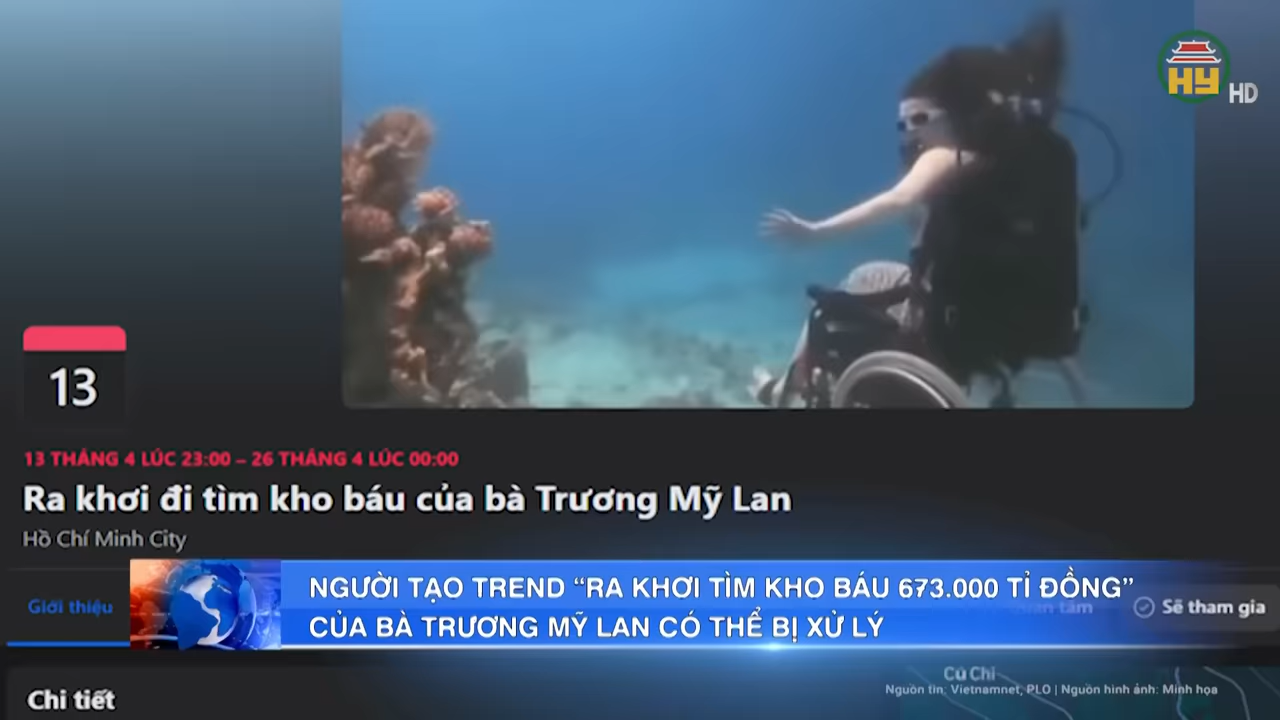 HY HD
13
13 THÁNG 4 LÚC 23:00 – 26 THÁNG 4 LÚC 00:00
Ra khơi đi tìm kho báu của bà Trương Mỹ Lan
Hồ Chí Minh City
NGƯỜI TẠO TREND “RA KHƠI TÌM KHO BÁU 673.000 TỈ ĐỒNG”
CỦA BÀ TRƯƠNG MỸ LAN CÓ THỂ BỊ XỬ LÝ
Giới thiệu
Quan tâm
Sẽ tham gia
Chi tiết
Củ Chi
Nguồn tin: Vietnamnet, PLO | Nguồn hình ảnh: Minh họa